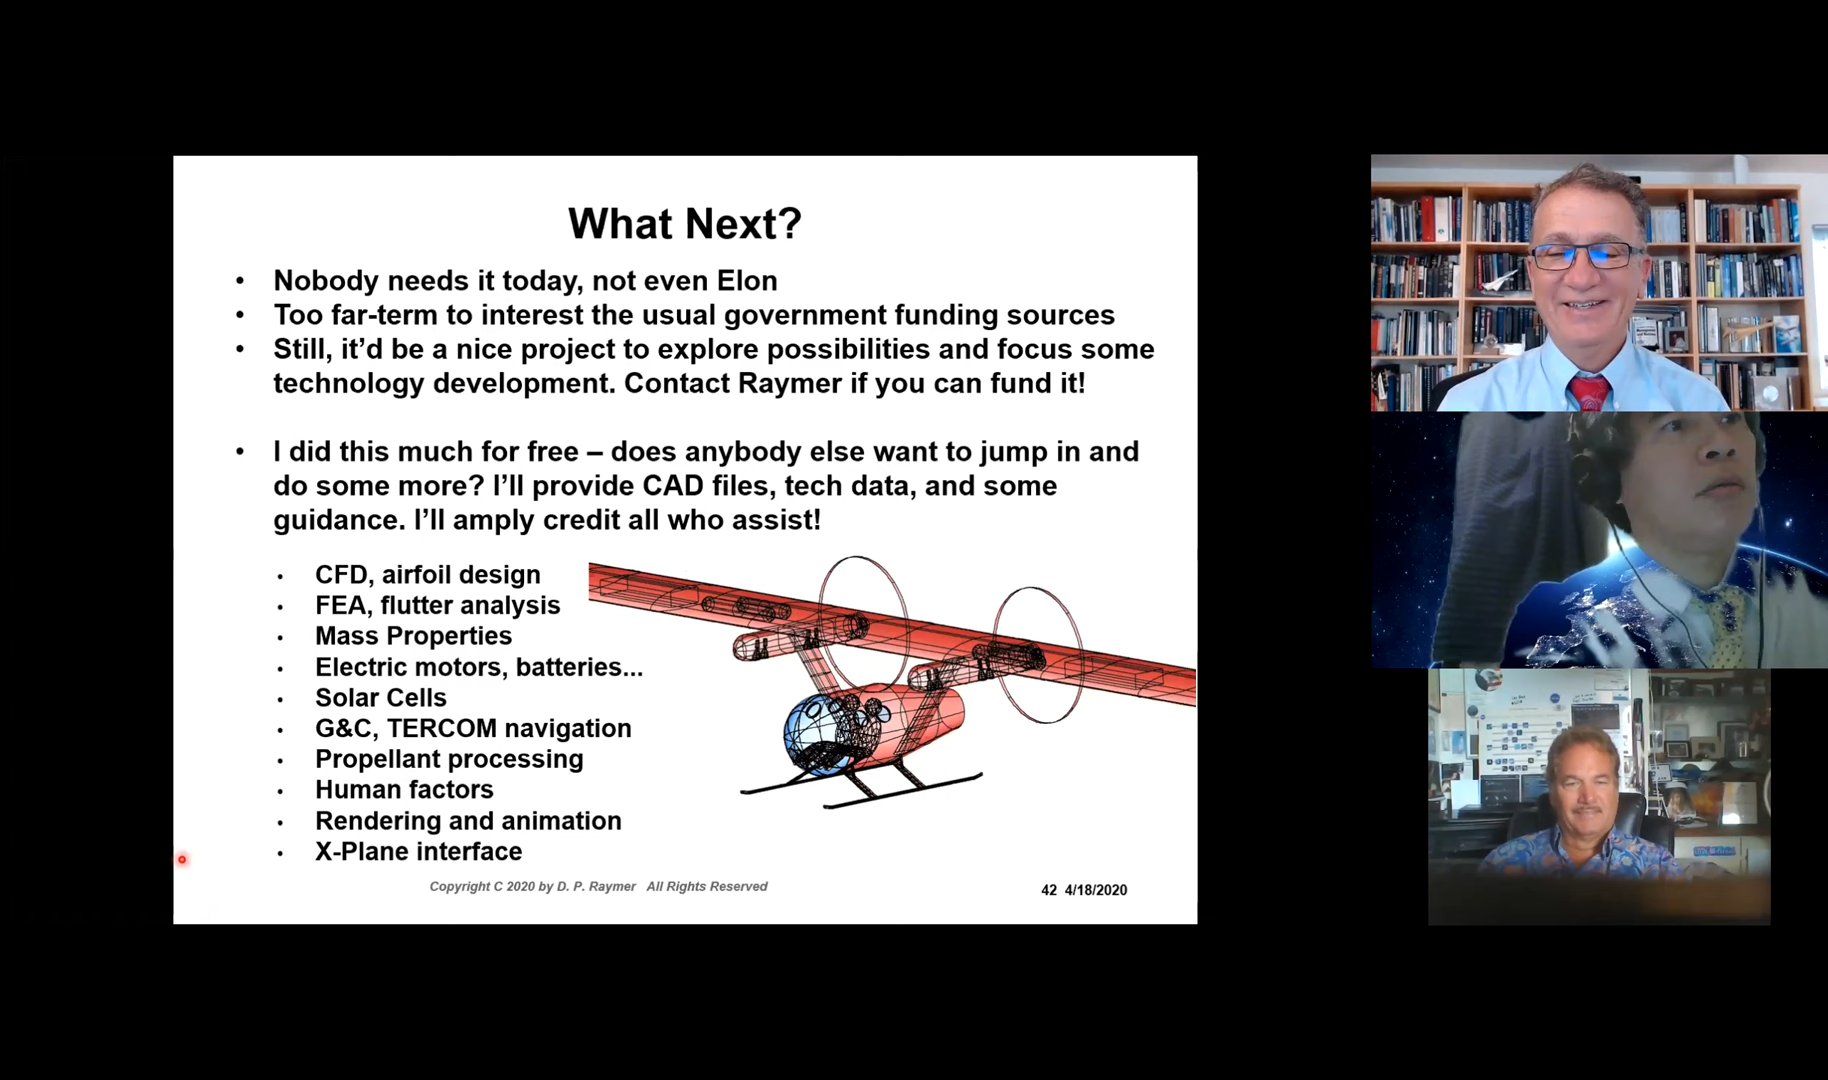 What Next?
• Nobody needs it today, not even Elon
• Too far-term to interest the usual government funding sources
• Still, it’d be a nice project to explore possibilities and focus some
technology development. Contact Raymer if you can fund it!
• I did this much for free – does anybody else want to jump in and
do some more? I’ll provide CAD files, tech data, and some
guidance. I’ll amply credit all who assist!
• CFD, airfoil design
• FEA, flutter analysis
• Mass Properties
• Electric motors, batteries...
• Solar Cells
• G&C, TERCOM navigation
• Propellant processing
• Human factors
• Rendering and animation
• X-Plane interface
Copyright C 2020 by D. P. Raymer All Rights Reserved
42 4/18/2020